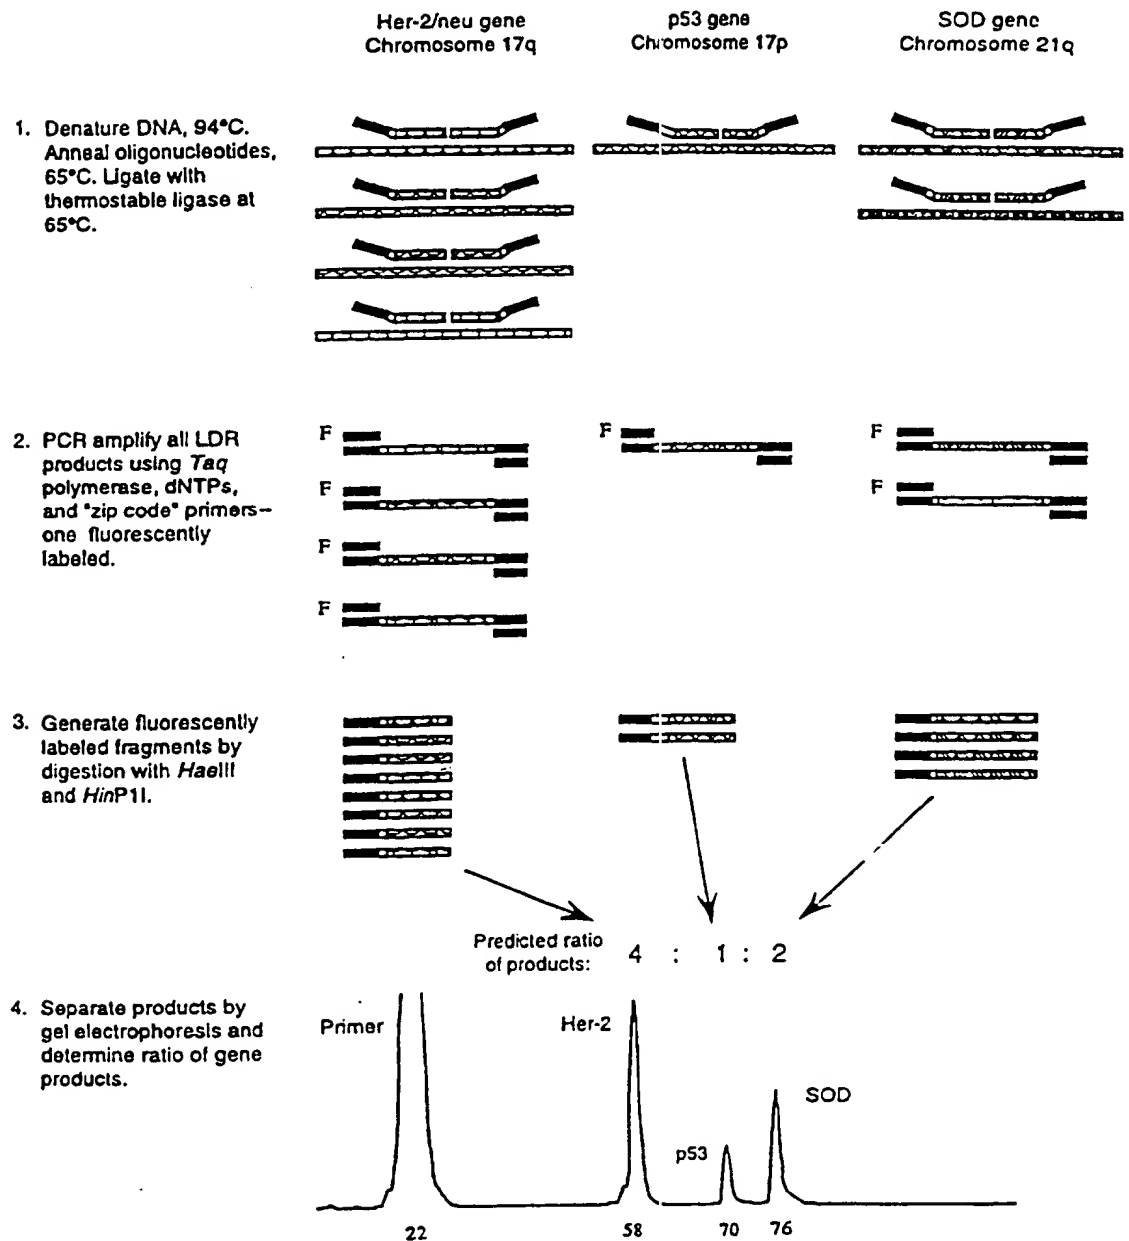 Her-2/neu gene
Chromosome 17q
p53 gene
Chromosome 17p
SOD gene
Chromosome 21q
1. Denature DNA, 94°C.
Anneal oligonucleotides,
65°C. Ligate with
thermostable ligase at
65°C.
2. PCR amplify all LDR
products using Taq
polymerase, dNTPs,
and "zip code" primers–
one fluorescently
labeled.
F
F
F
F
F
F
F
3. Generate fluorescently
labeled fragments by
digestion with HaeIII
and HinP1I.
Predicted ratio
of products:
4 : 1 : 2
4. Separate products by
gel electrophoresis and
determine ratio of gene
products.
Primer
Her-2
p53
SOD
22
58
70
76